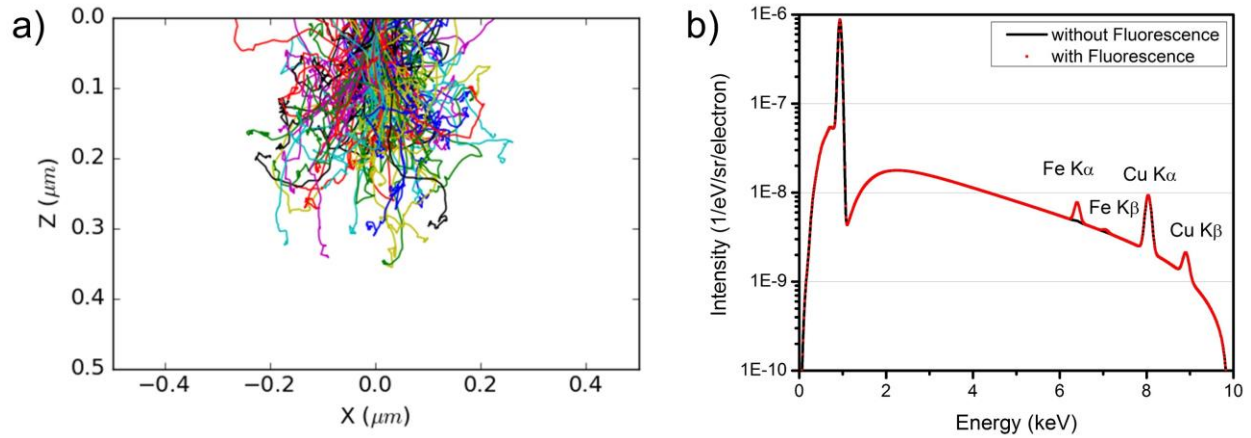 a)
0.0
0.1
0.2
0.3
0.4
0.5
Z (μm)
−0.4
−0.2
0.0
0.2
0.4
X (μm)
b)
1E-6
1E-7
1E-8
1E-9
1E-10
Intensity (1/eV/sr/electron)
without Fluorescence
with Fluorescence
Fe Kα
Cu Kα
Fe Kβ
Cu Kβ
0
2
4
6
8
10
Energy (keV)